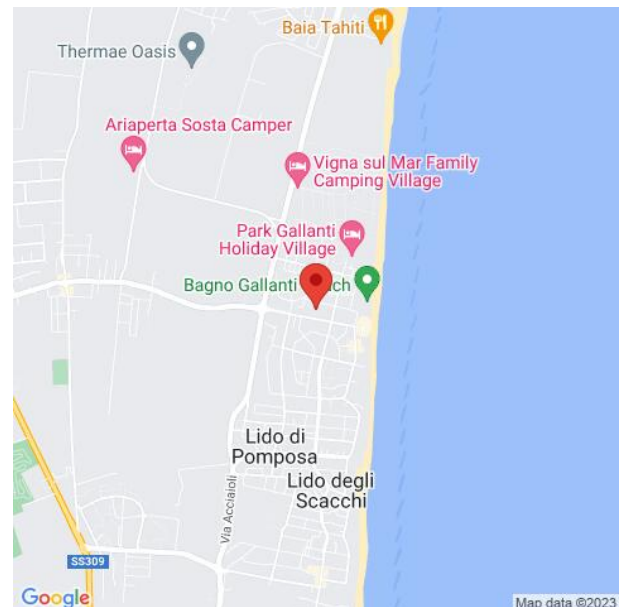 Baia Tahiti
Thermae Oasis
Ariaperta Sosta Camper
Vigna sul Mar Family
Camping Village
Park Gallanti
Holiday Village
Bagno Gallanti
Lido di
Pomposa
Lido degli
Scacchi
Via Acciaioli
SS309
Google
Map data ©2023